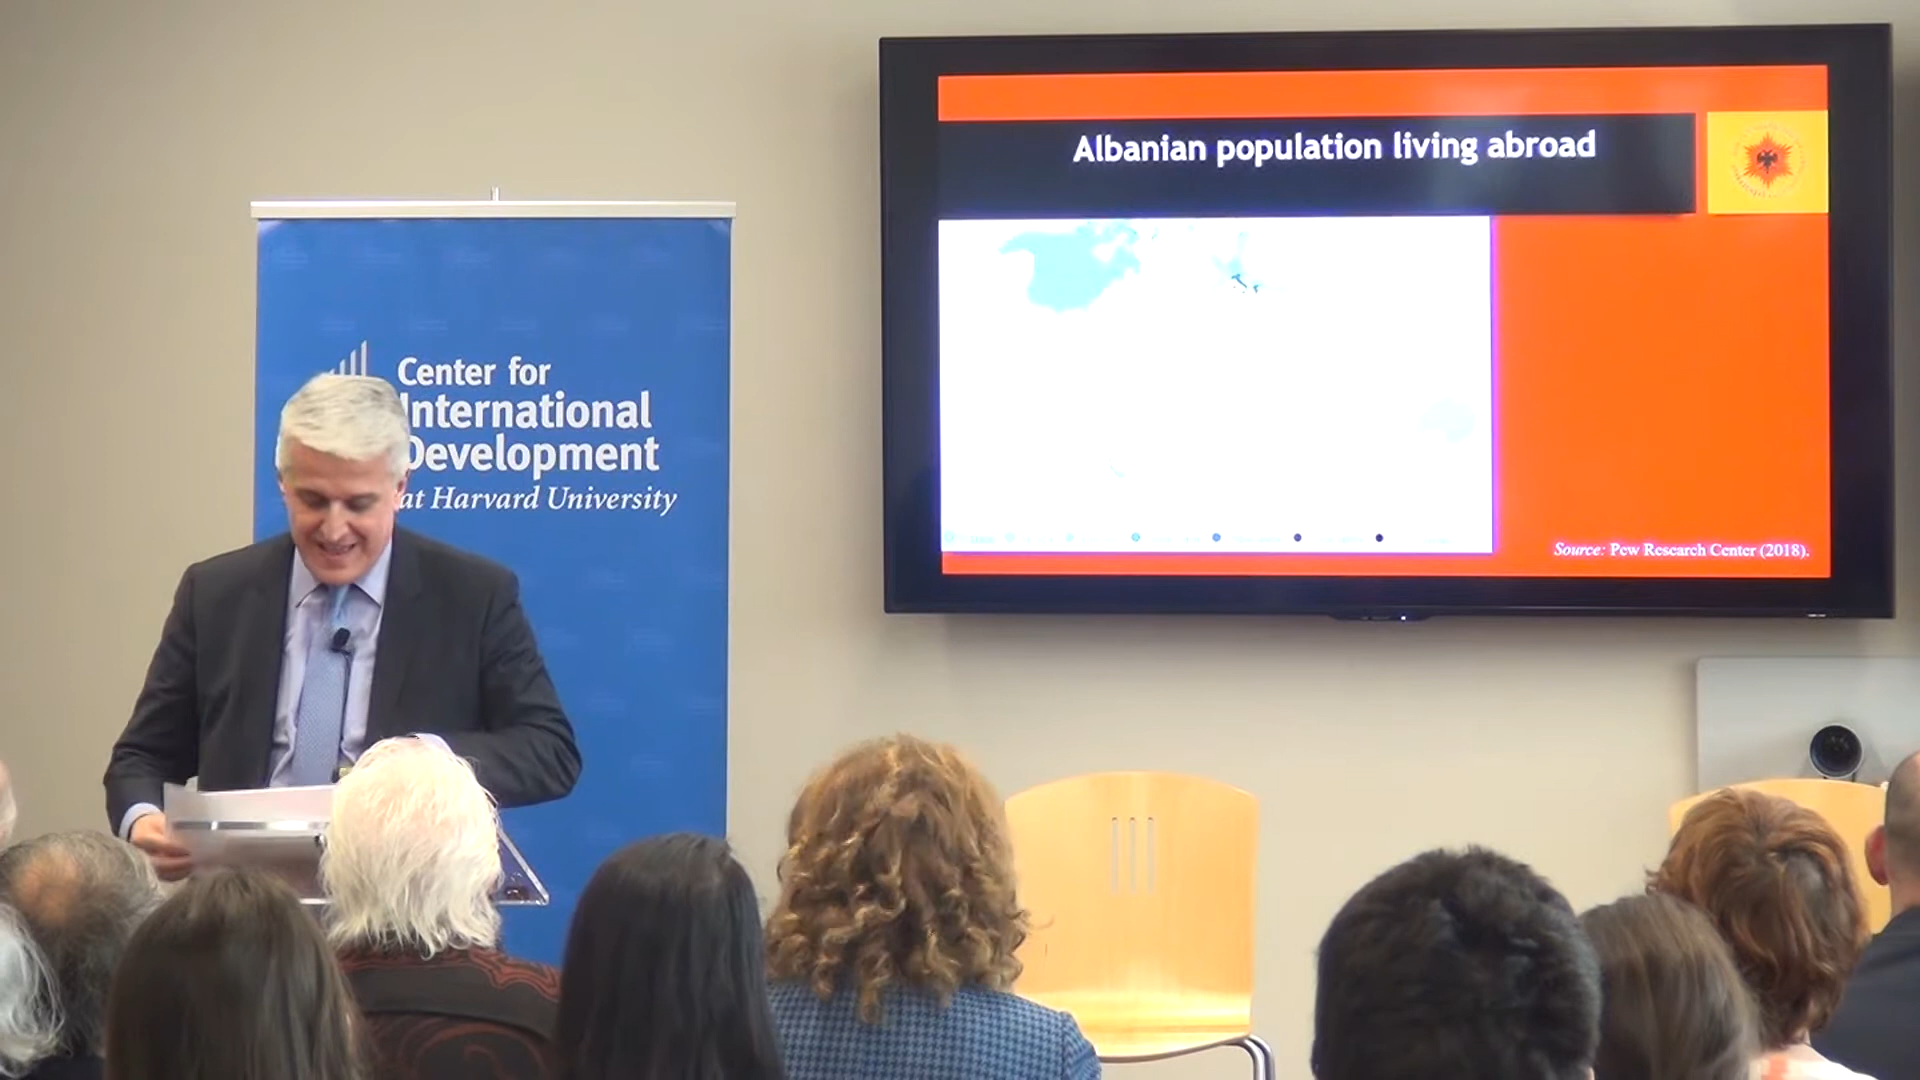 Albanian population living abroad
Center for
International
Development
at Harvard University
Source: Pew Research Center (2018).